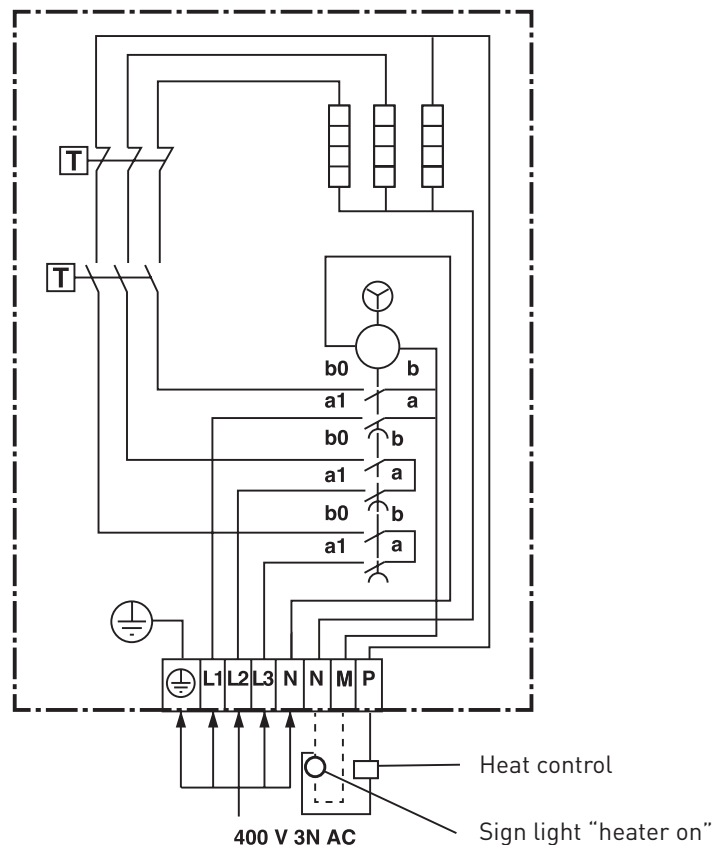 T
T
b0 b
a1 a
b0 b
a1 a
b0 b
a1 a
L1 L2 L3 N N M P
Heat control
400 V 3N AC
Sign light “heater on”